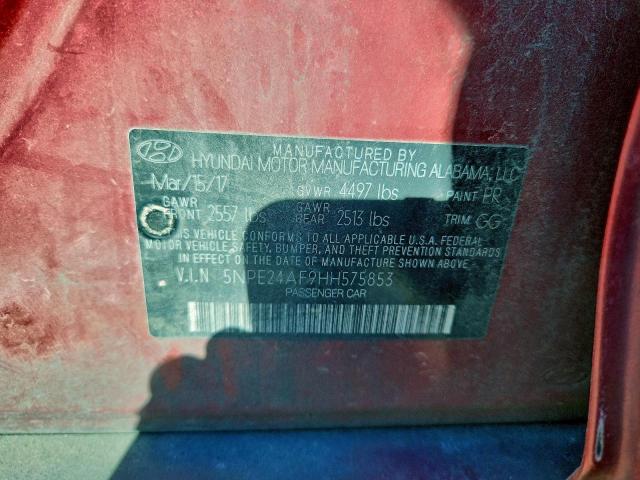 MANUFACTURED BY
HYUNDAI MOTOR MANUFACTURING ALABAMA, LLC
Mar/15/17 GVWR 4497 lbs PAINT PR
GAWR FRONT 2557 lbs GAWR REAR 2513 lbs TRIM GG
THIS VEHICLE CONFORMS TO ALL APPLICABLE U.S.A. FEDERAL
MOTOR VEHICLE SAFETY, BUMPER, AND THEFT PREVENTION STANDARDS
IN EFFECT ON THE DATE OF MANUFACTURE SHOWN ABOVE.
V.I.N 5NPE24AF9HH575853
PASSENGER CAR